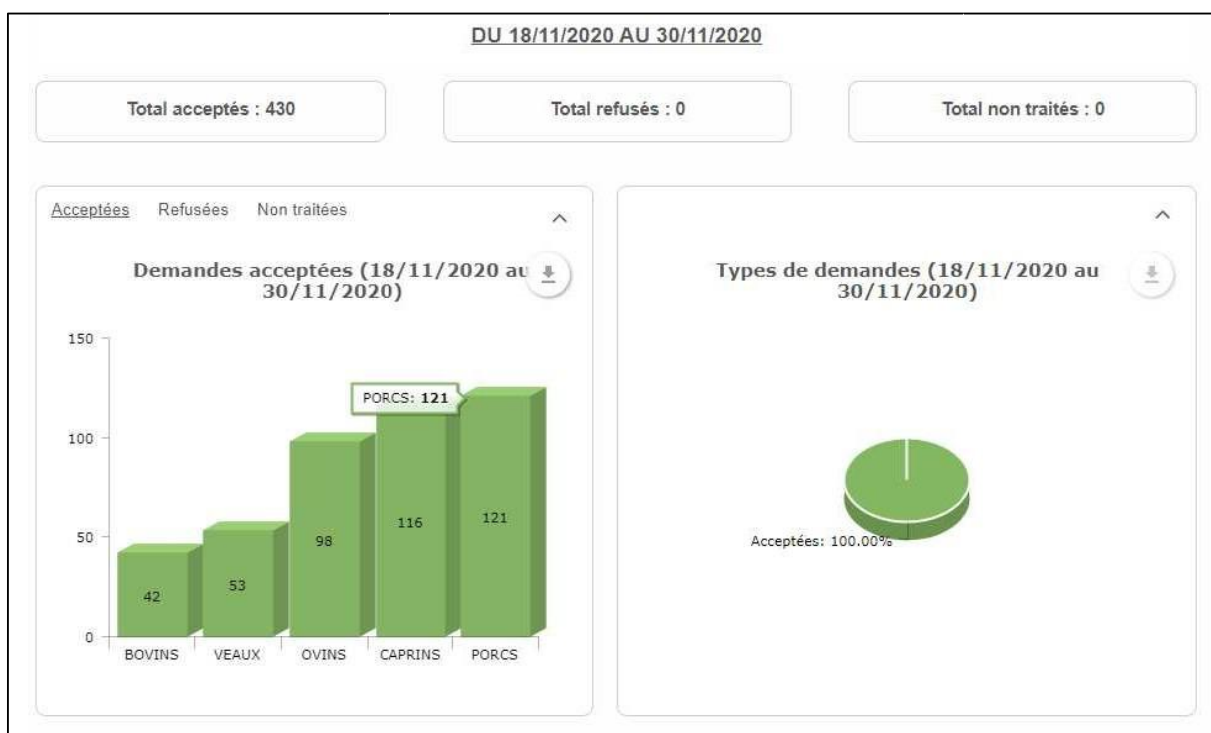 DU 18/11/2020 AU 30/11/2020
Total acceptés : 430
Total refusés : 0
Total non traités : 0
Acceptées Refusées Non traitées
Demandes acceptées (18/11/2020 au
30/11/2020)
150
100
50
0
PORCS: 121
42
53
98
116
121
BOVINS VEAUX OVINS CAPRINS PORCS
Types de demandes (18/11/2020 au
30/11/2020)
Acceptées: 100.00%